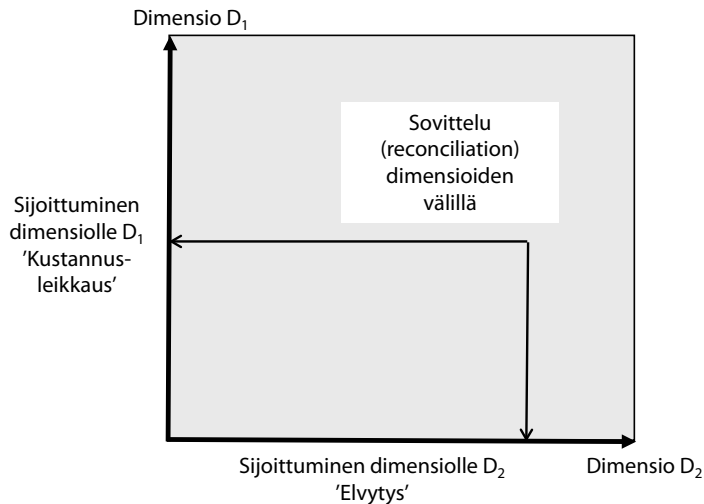 Dimensio D₁
Sovittelu
(reconciliation)
dimensioiden
välillä
Sijoittuminen
dimensiolle D₁
’Kustannus-
leikkaus’
Sijoittuminen dimensiolle D₂
’Elvytys’
Dimensio D₂